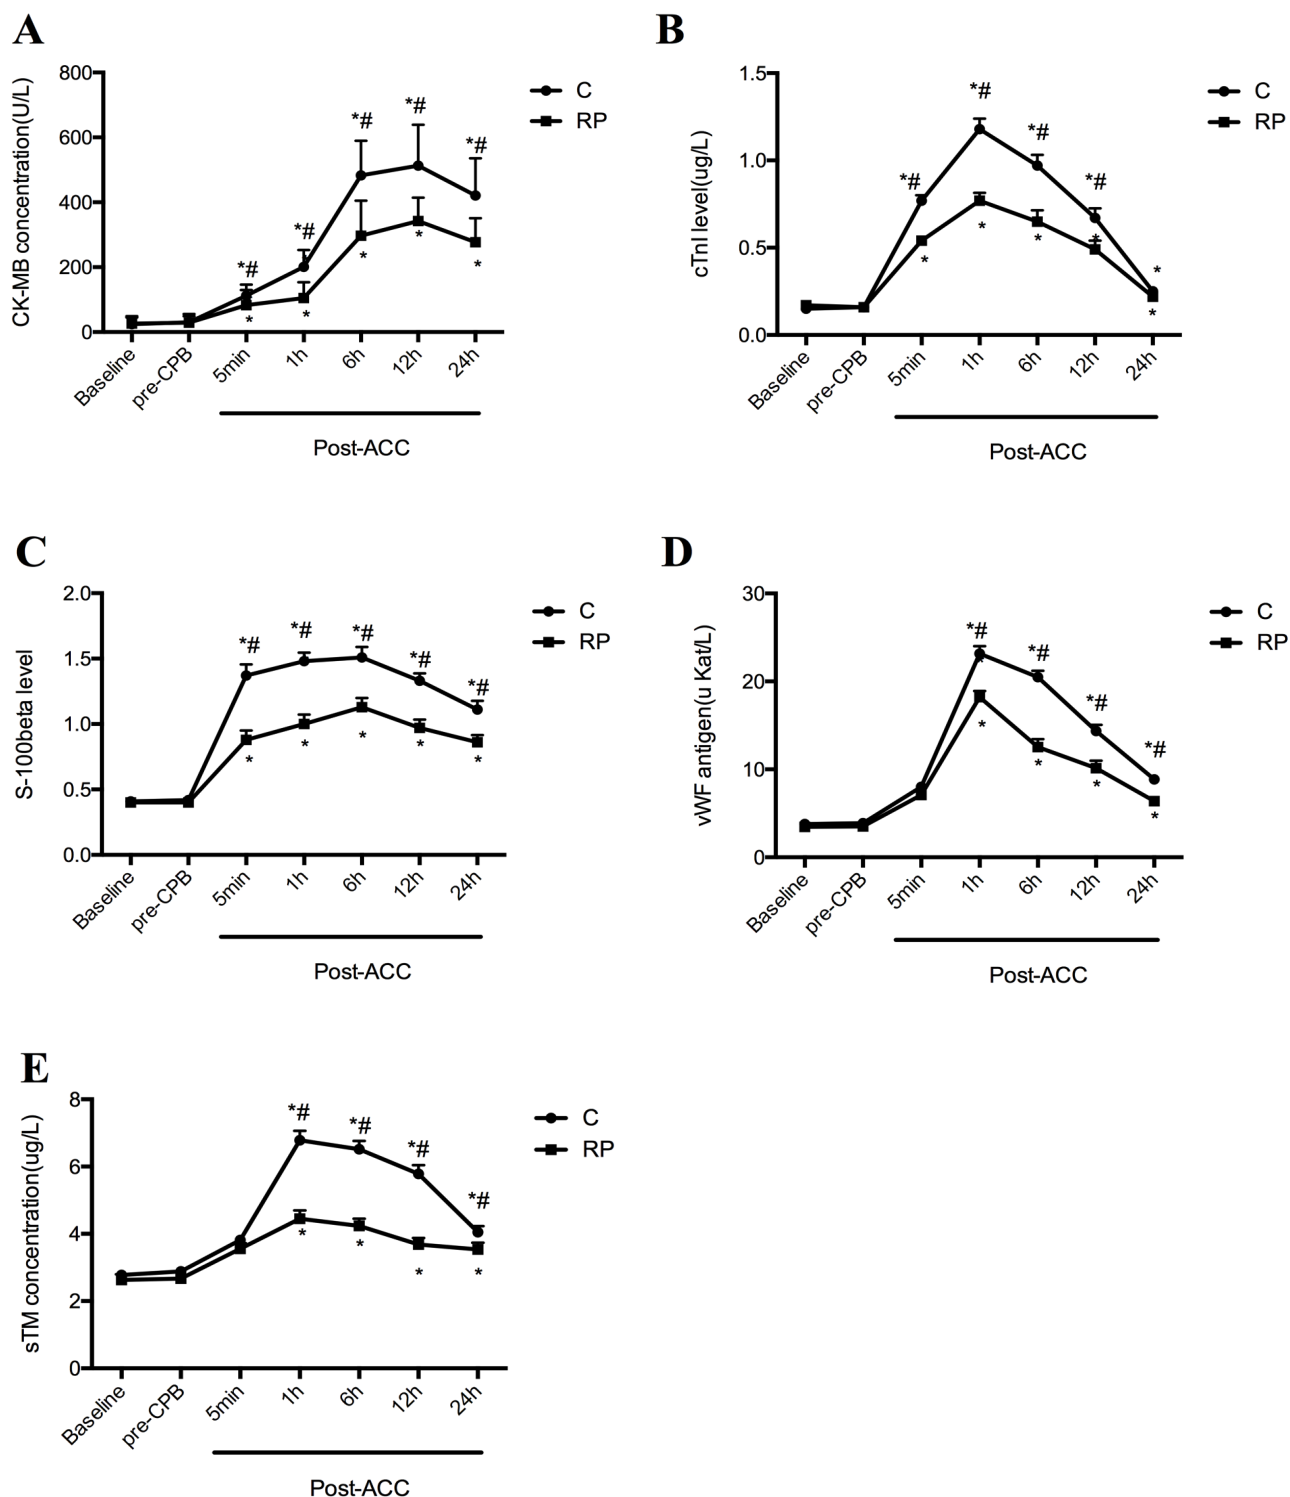 A
CK-MB concentration(U/L)
800
600
400
200
0
*#
*#
*#
*#
*#
*
*
*
*
*
C
RP
Baseline
pre-CPB
5min
1h
6h
12h
24h
Post-ACC
B
cTnI level(ug/L)
1.5
1.0
0.5
0.0
*#
*#
*#
*#
*
*
*
*
*
*
C
RP
Baseline
pre-CPB
5min
1h
6h
12h
24h
Post-ACC
C
S-100beta level
2.0
1.5
1.0
0.5
0.0
*#
*#
*#
*#
*#
*
*
*
*
*
C
RP
Baseline
pre-CPB
5min
1h
6h
12h
24h
Post-ACC
D
vWF antigen(u Kat/L)
30
20
10
0
*#
*#
*#
*#
*
*
*
*
C
RP
Baseline
pre-CPB
5min
1h
6h
12h
24h
Post-ACC
E
sTM concentration(ug/L)
8
6
4
2
0
*#
*#
*#
*#
*
*
*
*
C
RP
Baseline
pre-CPB
5min
1h
6h
12h
24h
Post-ACC